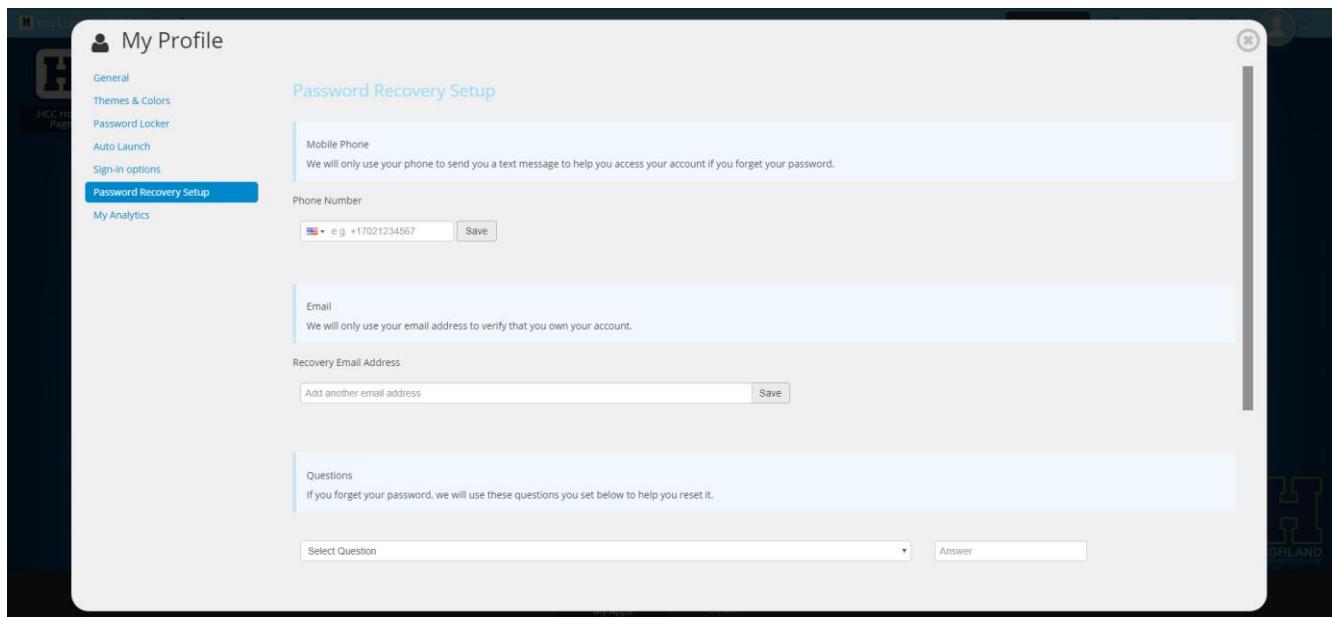 My Profile
General
Themes & Colors
Password Locker
Auto Launch
Sign-in options
Password Recovery Setup
My Analytics
Password Recovery Setup
Mobile Phone
We will only use your phone to send you a text message to help you access your account if you forget your password.
Phone Number
e.g. +17021234567 Save
Email
We will only use your email address to verify that you own your account.
Recovery Email Address
Add another email address Save
Questions
If you forget your password, we will use these questions you set below to help you reset it.
Select Question Answer
My Apps